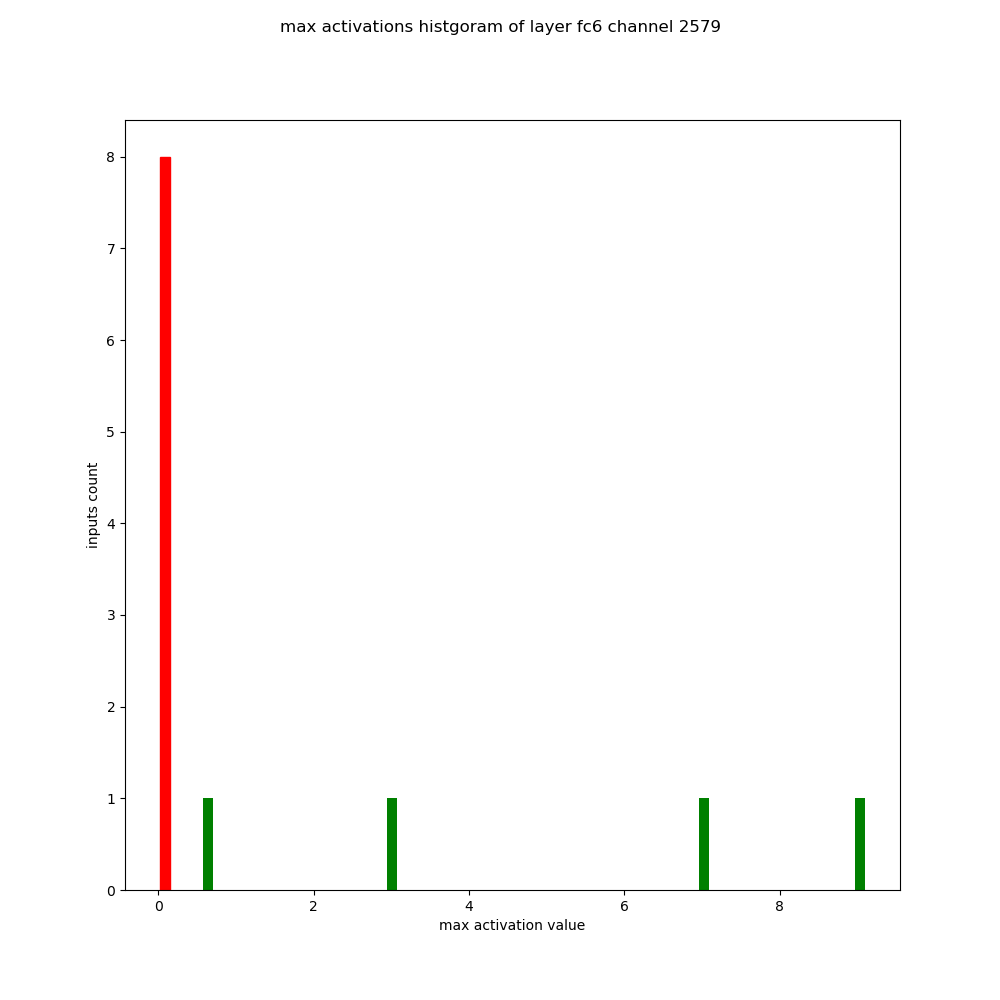 max activations histgoram of layer fc6 channel 2579
8
7
6
5
4
3
2
1
0
inputs count
0 2 4 6 8
max activation value